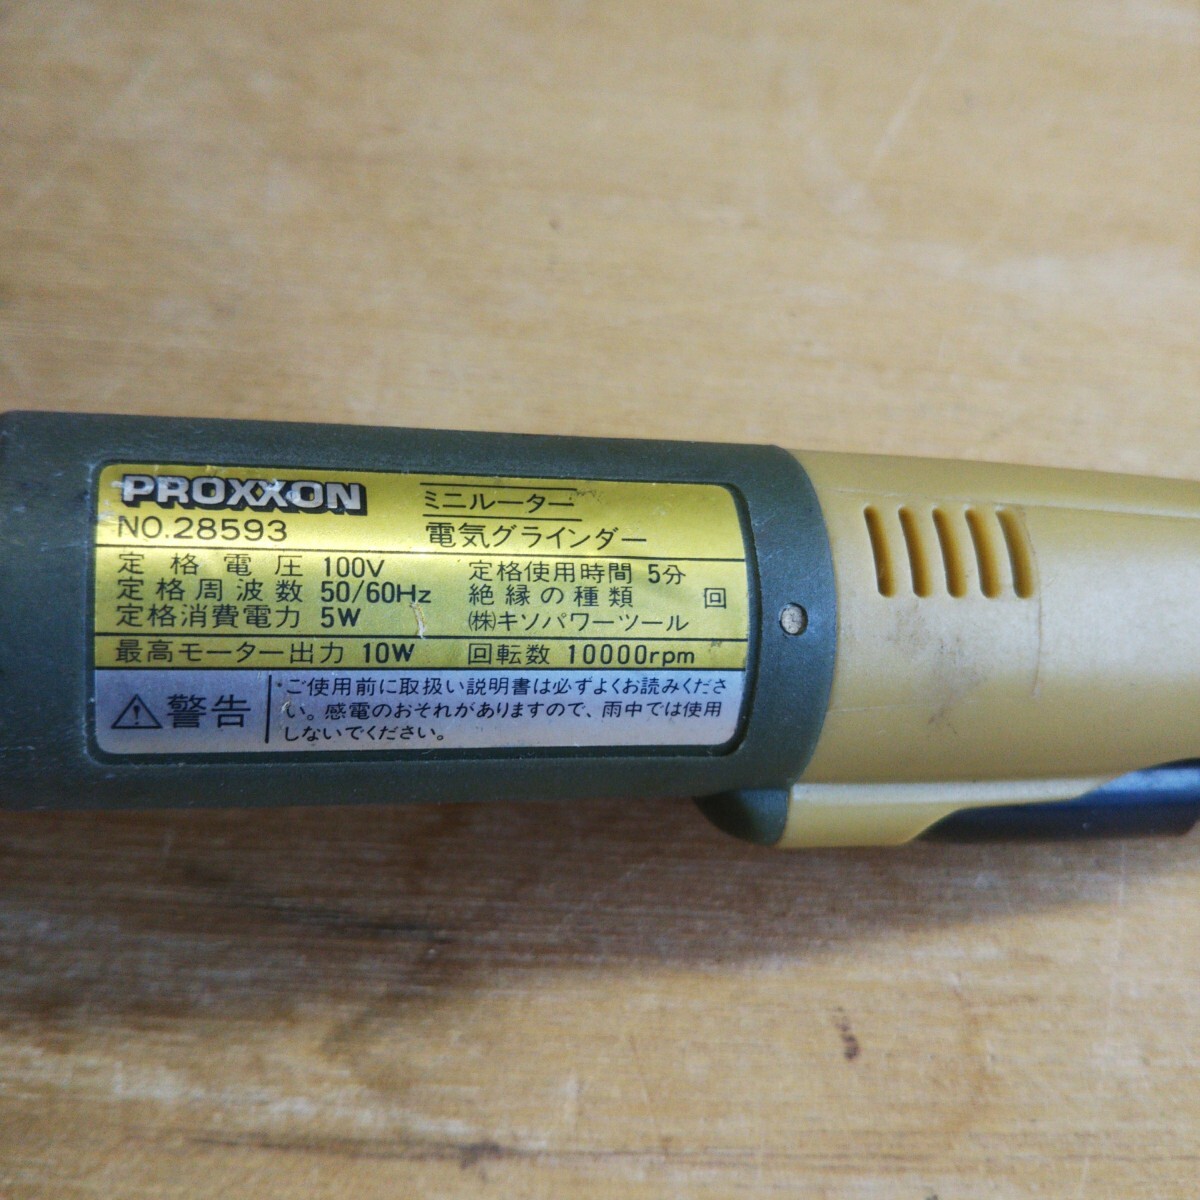 PROXXON
NO.28593
ミニルーター
電気グラインダー
定格電圧 100V
定格周波数 50/60Hz
定格消費電力 5W
定格使用時間 5分
絶縁の種類 回
㈱キソパワーツール
最高モーター出力 10W 回転数 10000rpm
警告
・ご使用前に取扱い説明書は必ずよくお読みくださ
い。感電のおそれがありますので、雨中では使用
しないでください。